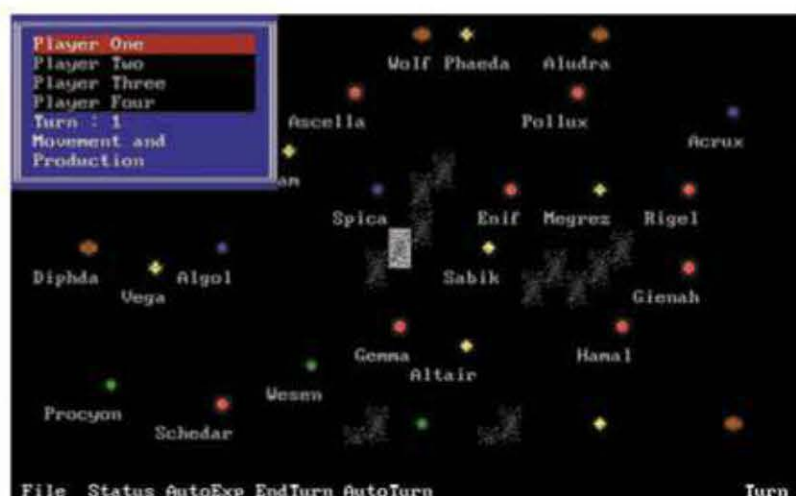 Player One
Player Two
Player Three
Player Four
Turn : 1
Movement and
Production
Wolf Phaeda Aludra
Ascella Pollux
Acrux
Spica Enif Megrez Rigel
Diphda Algol Sabik
Vega Gienah
Gemma Hamal
Altair
Wesen
Procyon
Schedar
File Status AutoExp EndTurn AutoTurn Turn